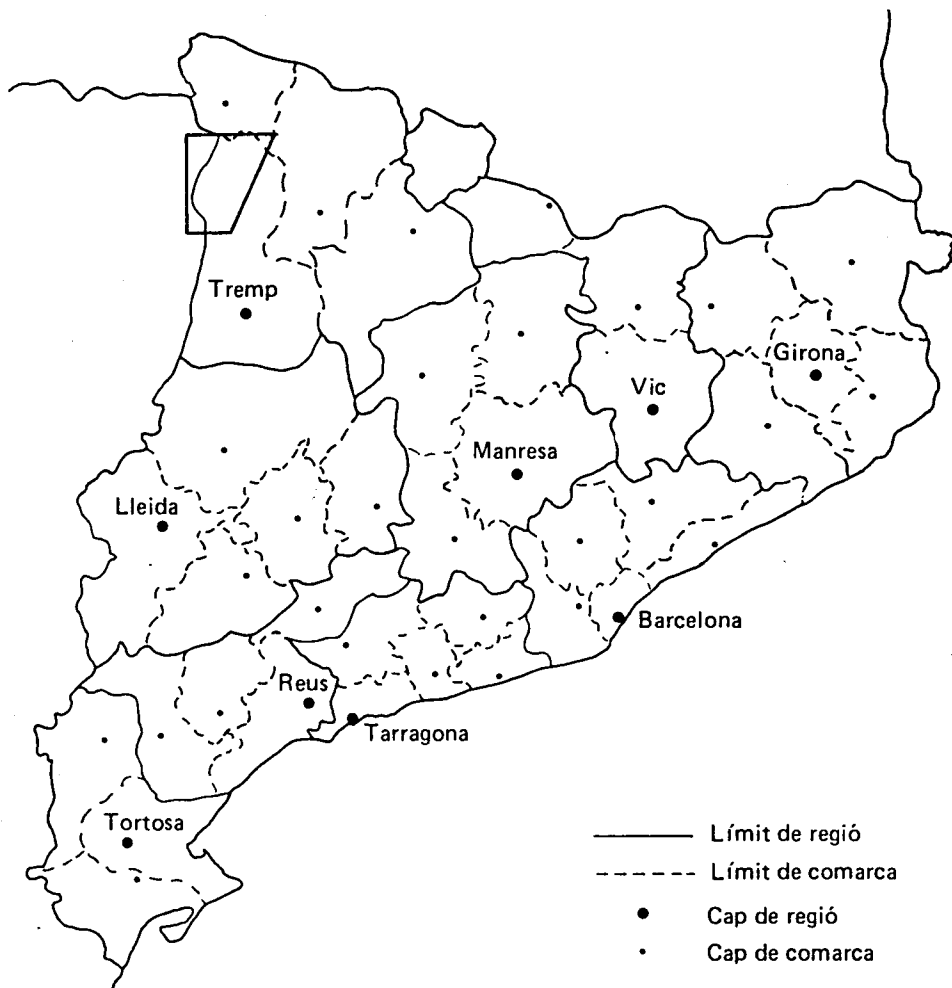 Tremp
Girona
Vic
Manresa
Lleida
Barcelona
Reus
Tarragona
Tortosa
Límit de regió
Límit de comarca
Cap de regió
Cap de comarca